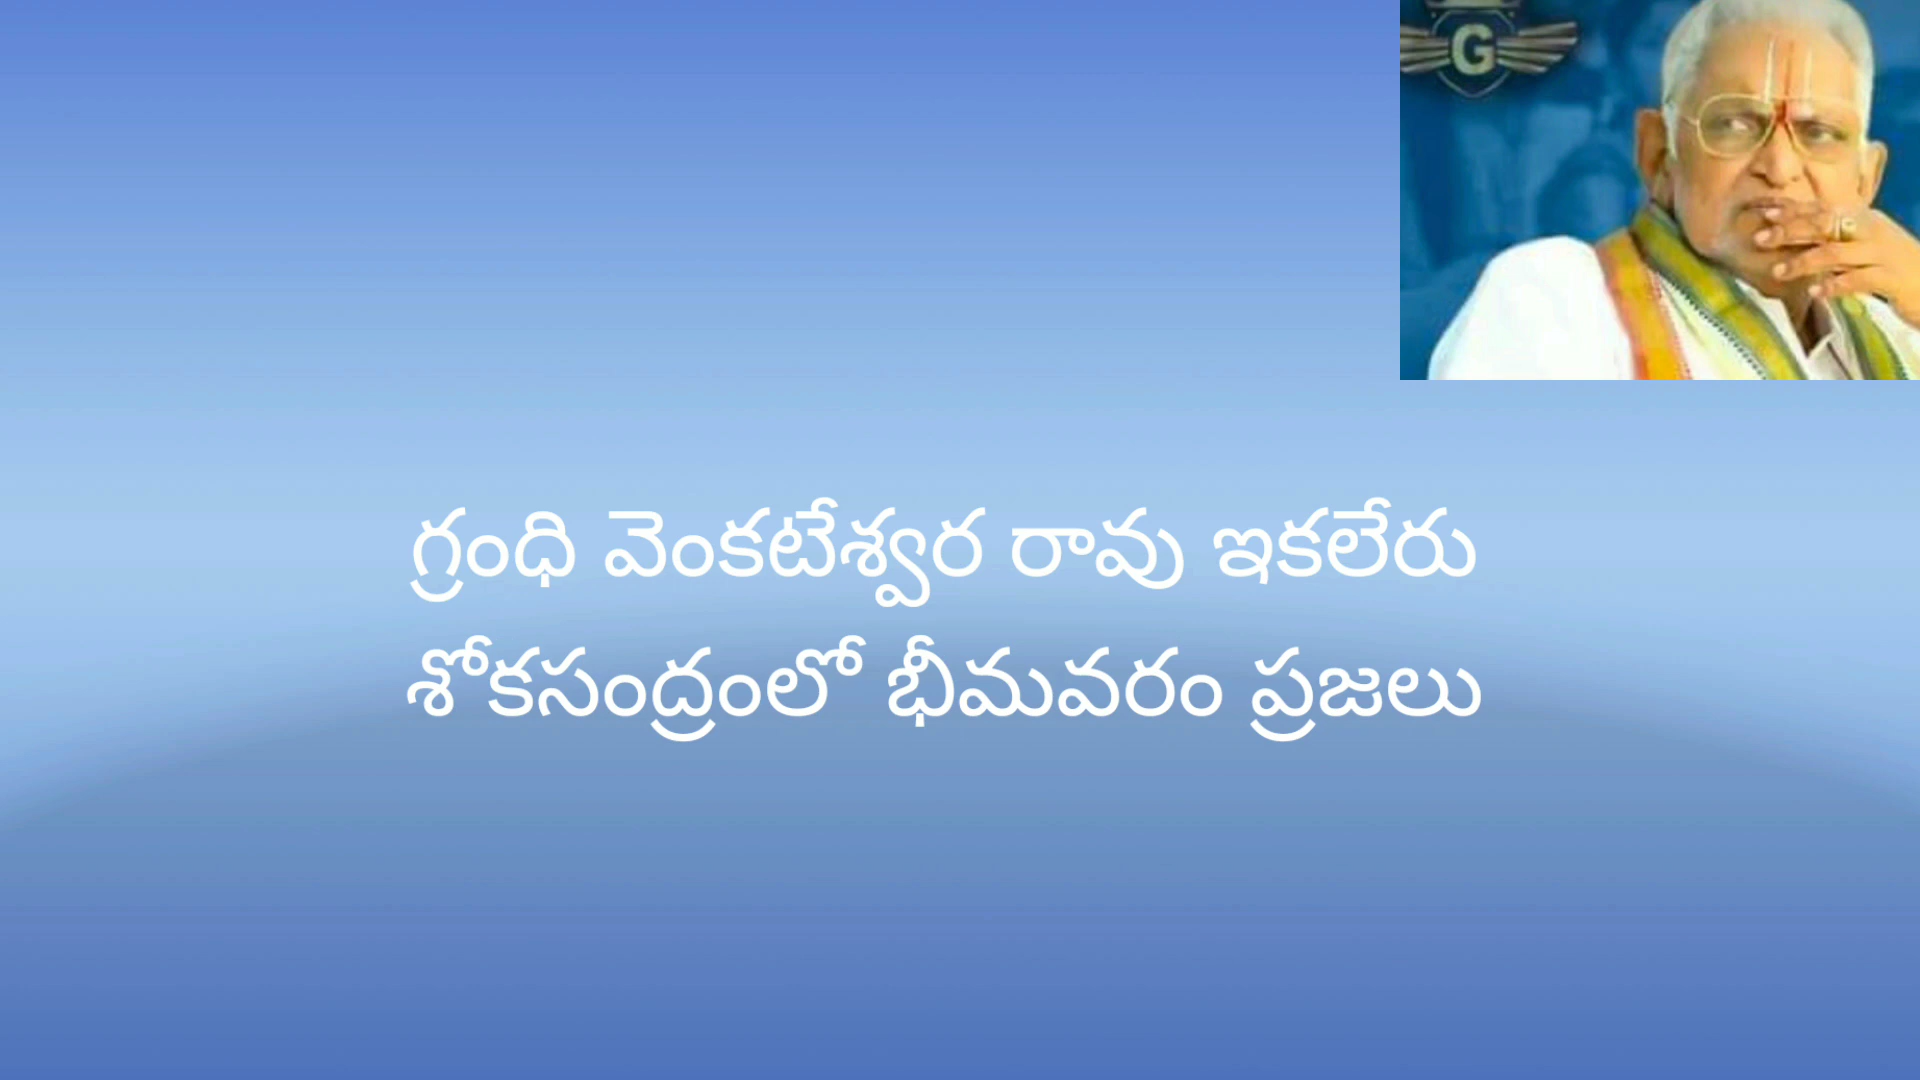 G
గ్రంధి వెంకటేశ్వర రావు ఇకలేరు
శోకసంద్రంలో భీమవరం ప్రజలు